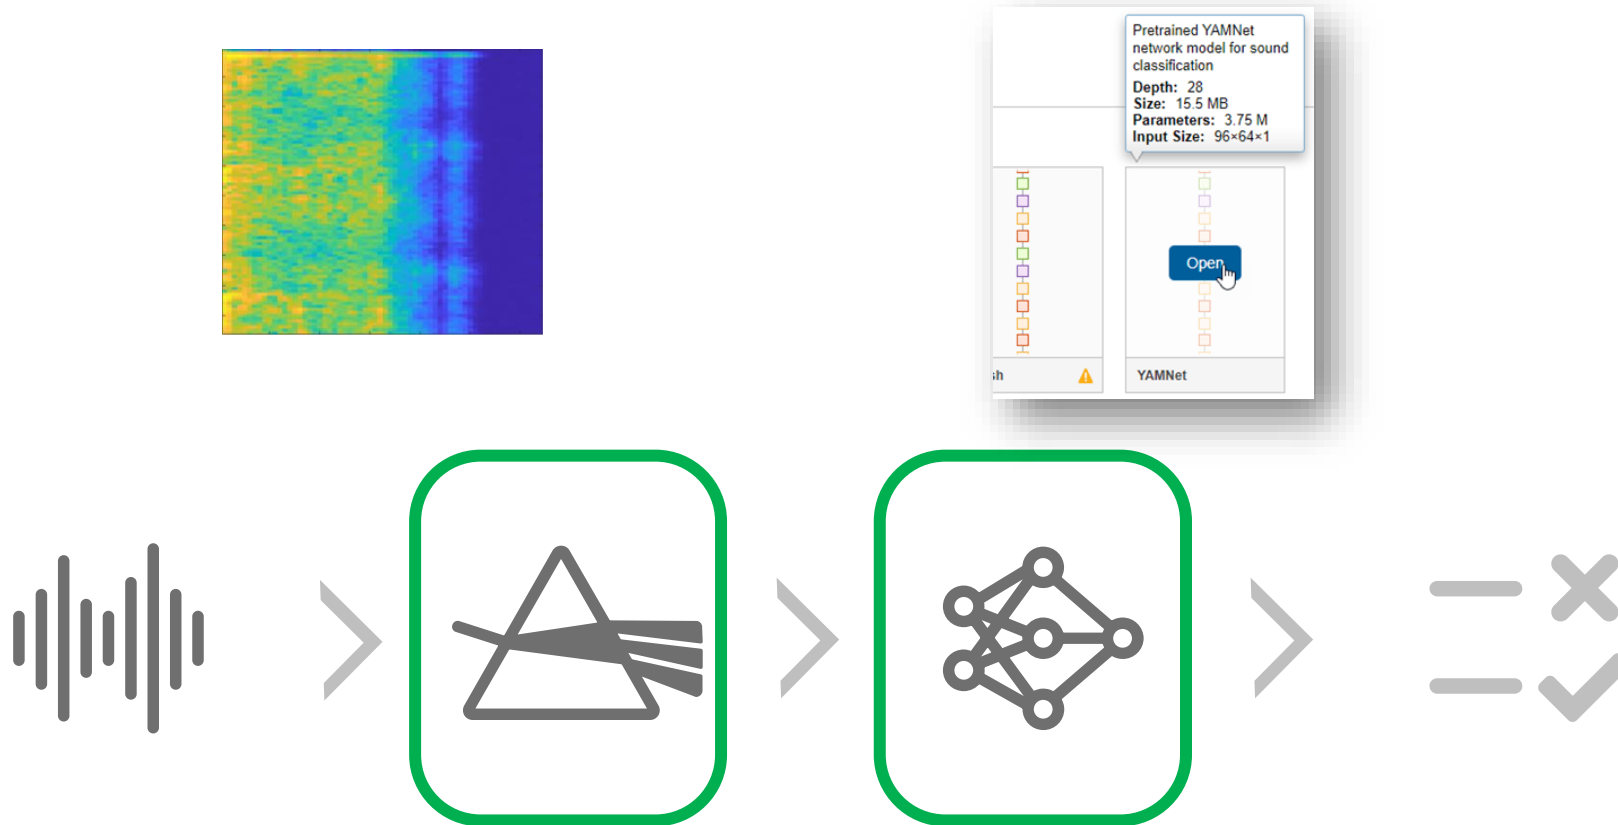 Pretrained YAMNet
network model for sound
classification
Depth: 28
Size: 15.5 MB
Parameters: 3.75 M
Input Size: 96×64×1
Open
sh
YAMNet